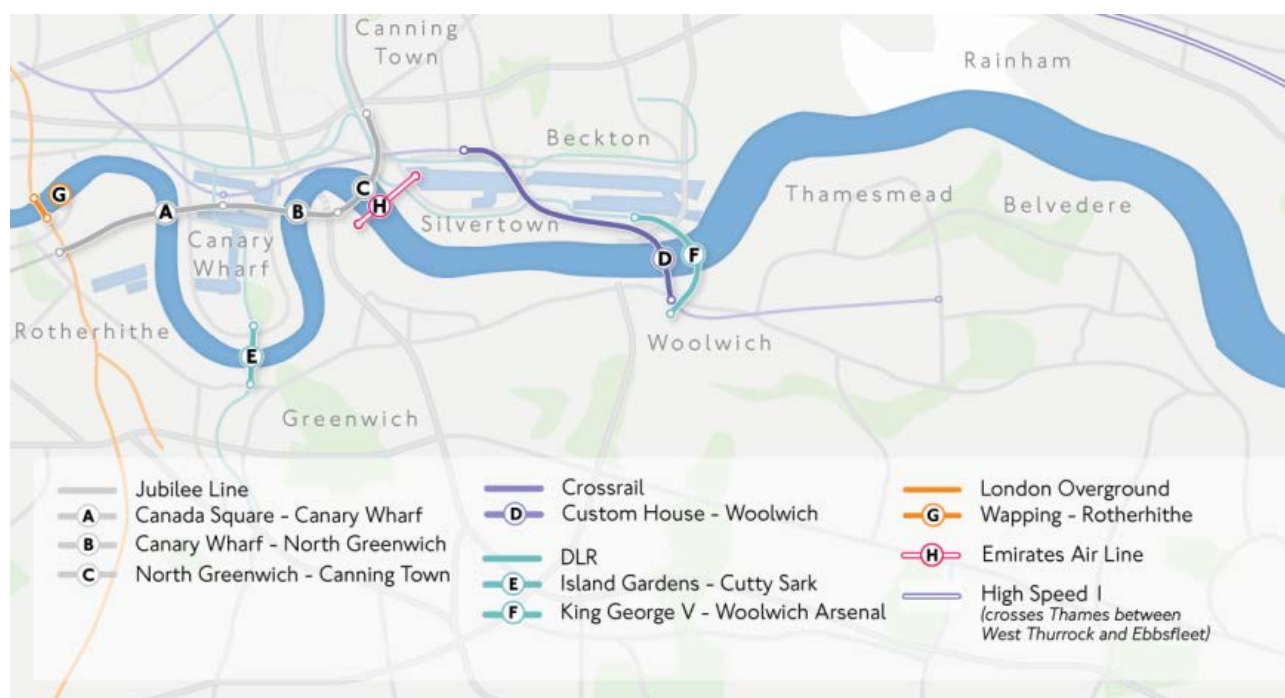 Canning
Town
Rainham
Beckton
G
C
H
A
B
Thamesmead
Belvedere
Silvertown
Canary
Wharf
D
F
Rotherhithe
E
Woolwich
Greenwich
Jubilee Line
A Canada Square - Canary Wharf
B Canary Wharf - North Greenwich
C North Greenwich - Canning Town
Crossrail
D Custom House - Woolwich
DLR
E Island Gardens - Cutty Sark
F King George V - Woolwich Arsenal
London Overground
G Wapping - Rotherhithe
H Emirates Air Line
High Speed 1
(crosses Thames between
West Thurrock and Ebbsfleet)